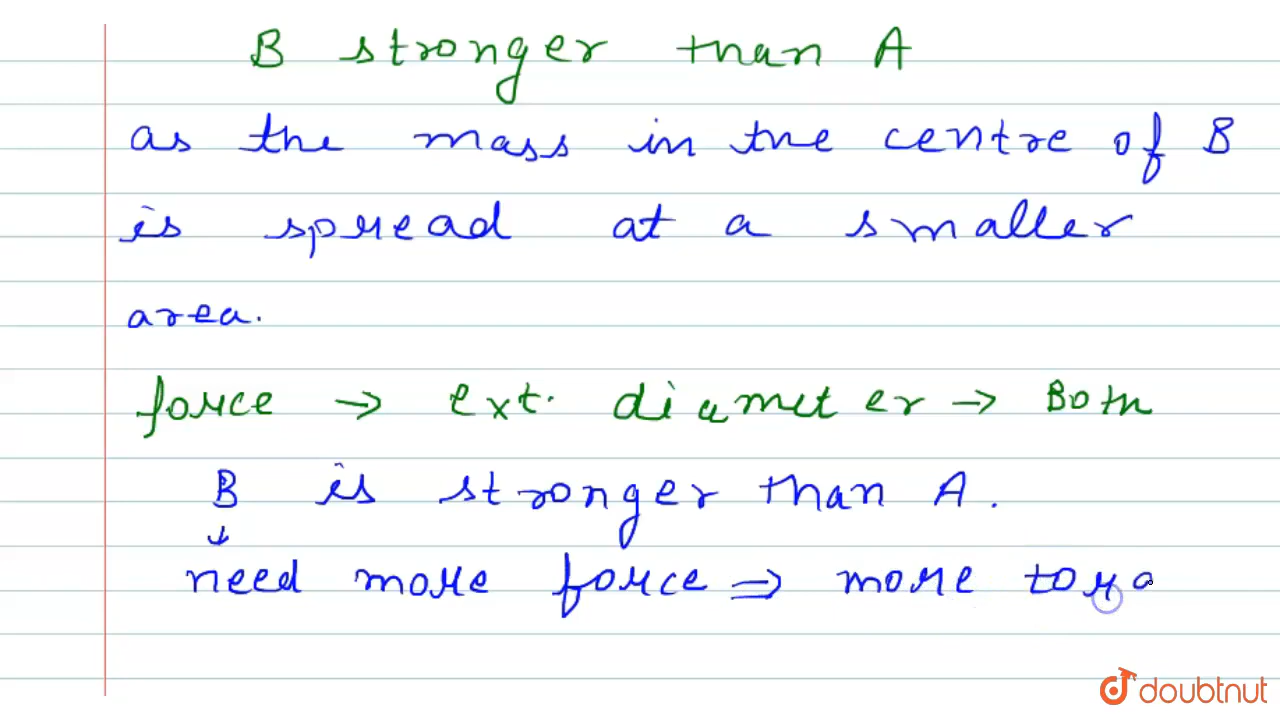 B stronger than A
as the mass in the centre of B
is spread at a smaller
area.
force → ext. diameter → Both
B is stronger than A.
↓
need more force ⇒ more torq
doubtnut